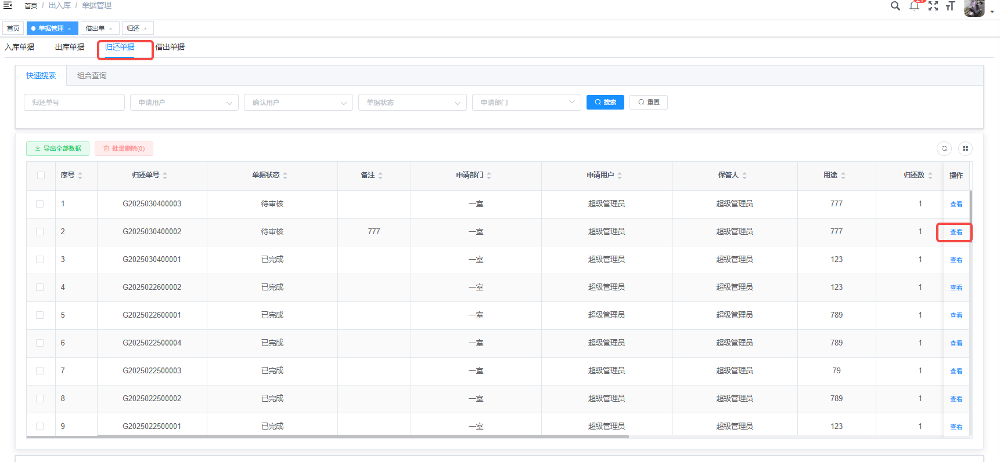 首页 / 出入库 / 单据管理
21
首页 单据管理 × 借出单 × 归还 ×
入库单据 出库单据 归还单据 借出单据
快速搜索 组合查询
归还单号 申请用户 确认用户 单据状态 申请部门 搜索 重置
导出全部数据 批量删除(0)
序号 归还单号 单据状态 备注 申请部门 申请用户 保管人 用途 归还数 操作
1 G2025030400003 待审核 一室 超级管理员 超级管理员 777 1 查看
2 G2025030400002 待审核 777 一室 超级管理员 超级管理员 777 1 查看
3 G2025030400001 已完成 一室 超级管理员 超级管理员 123 1 查看
4 G2025022600002 已完成 一室 超级管理员 超级管理员 123 1 查看
5 G2025022600001 已完成 一室 超级管理员 超级管理员 789 1 查看
6 G2025022500004 已完成 一室 超级管理员 超级管理员 789 1 查看
7 G2025022500003 已完成 一室 超级管理员 超级管理员 79 1 查看
8 G2025022500002 已完成 一室 超级管理员 超级管理员 789 1 查看
9 G2025022500001 已完成 一室 超级管理员 超级管理员 123 1 查看